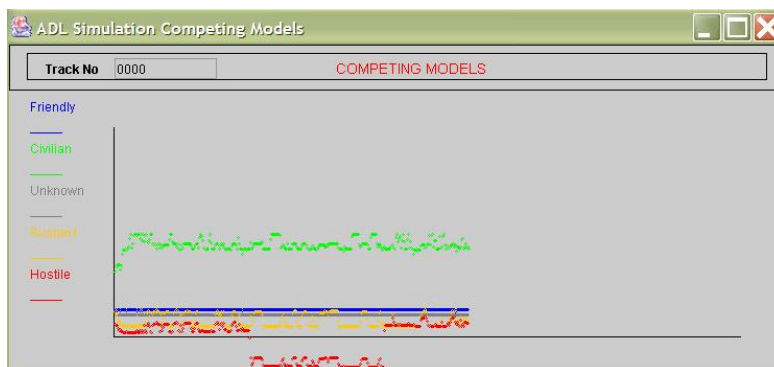 ADL Simulation Competing Models
Track No 0000 COMPETING MODELS
Friendly
Civilian
Unknown
Suspect
Hostile